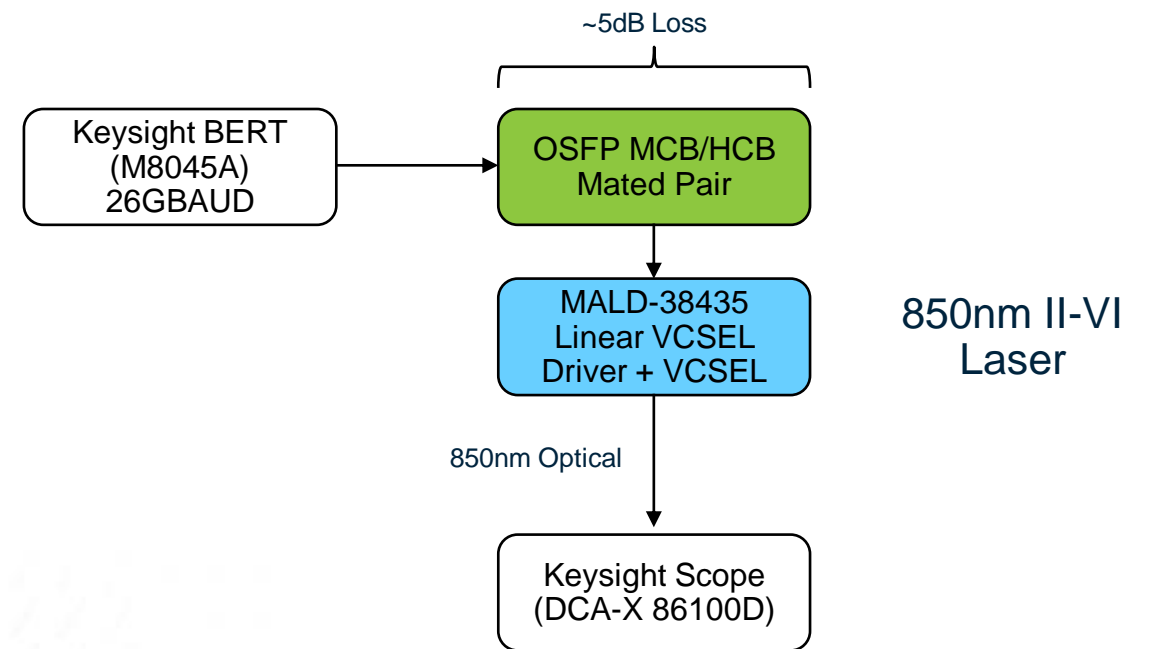 ~5dB Loss
Keysight BERT
(M8045A)
26GBAUD
OSFP MCB/HCB
Mated Pair
MALD-38435
Linear VCSEL
Driver + VCSEL
850nm II-VI
Laser
850nm Optical
Keysight Scope
(DCA-X 86100D)